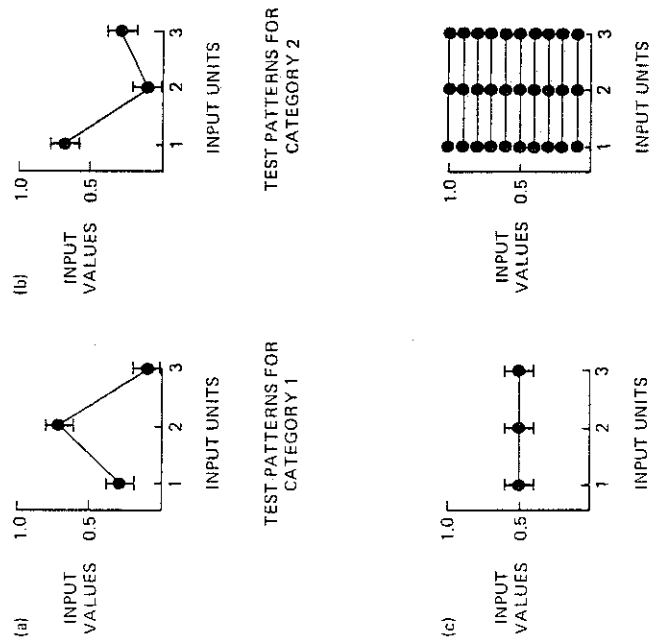 (a)
INPUT
VALUES
1.0
0.5
1
2
3
INPUT UNITS
TEST PATTERNS FOR
CATEGORY 1
(b)
INPUT
VALUES
1.0
0.5
1
2
3
INPUT UNITS
TEST PATTERNS FOR
CATEGORY 2
(c)
INPUT
VALUES
1.0
0.5
1
2
3
INPUT UNITS
INPUT
VALUES
1.0
0.5
1
2
3
INPUT UNITS